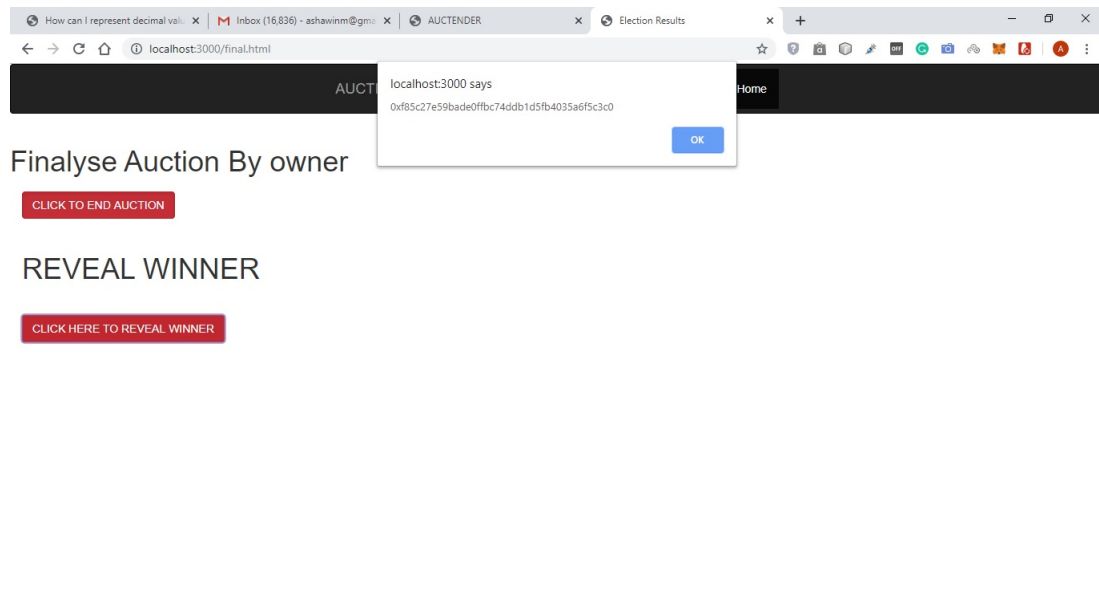 How can I represent decimal valu
Inbox (16,836) - ashawinm@gma
AUCTENDER
Election Results
localhost:3000/final.html
OFF
A
AUCTI
Home
localhost:3000 says
0xf85c27e59bade0ffbc74ddb1d5fb4035a6f5c3c0
OK
Finalyse Auction By owner
CLICK TO END AUCTION
REVEAL WINNER
CLICK HERE TO REVEAL WINNER